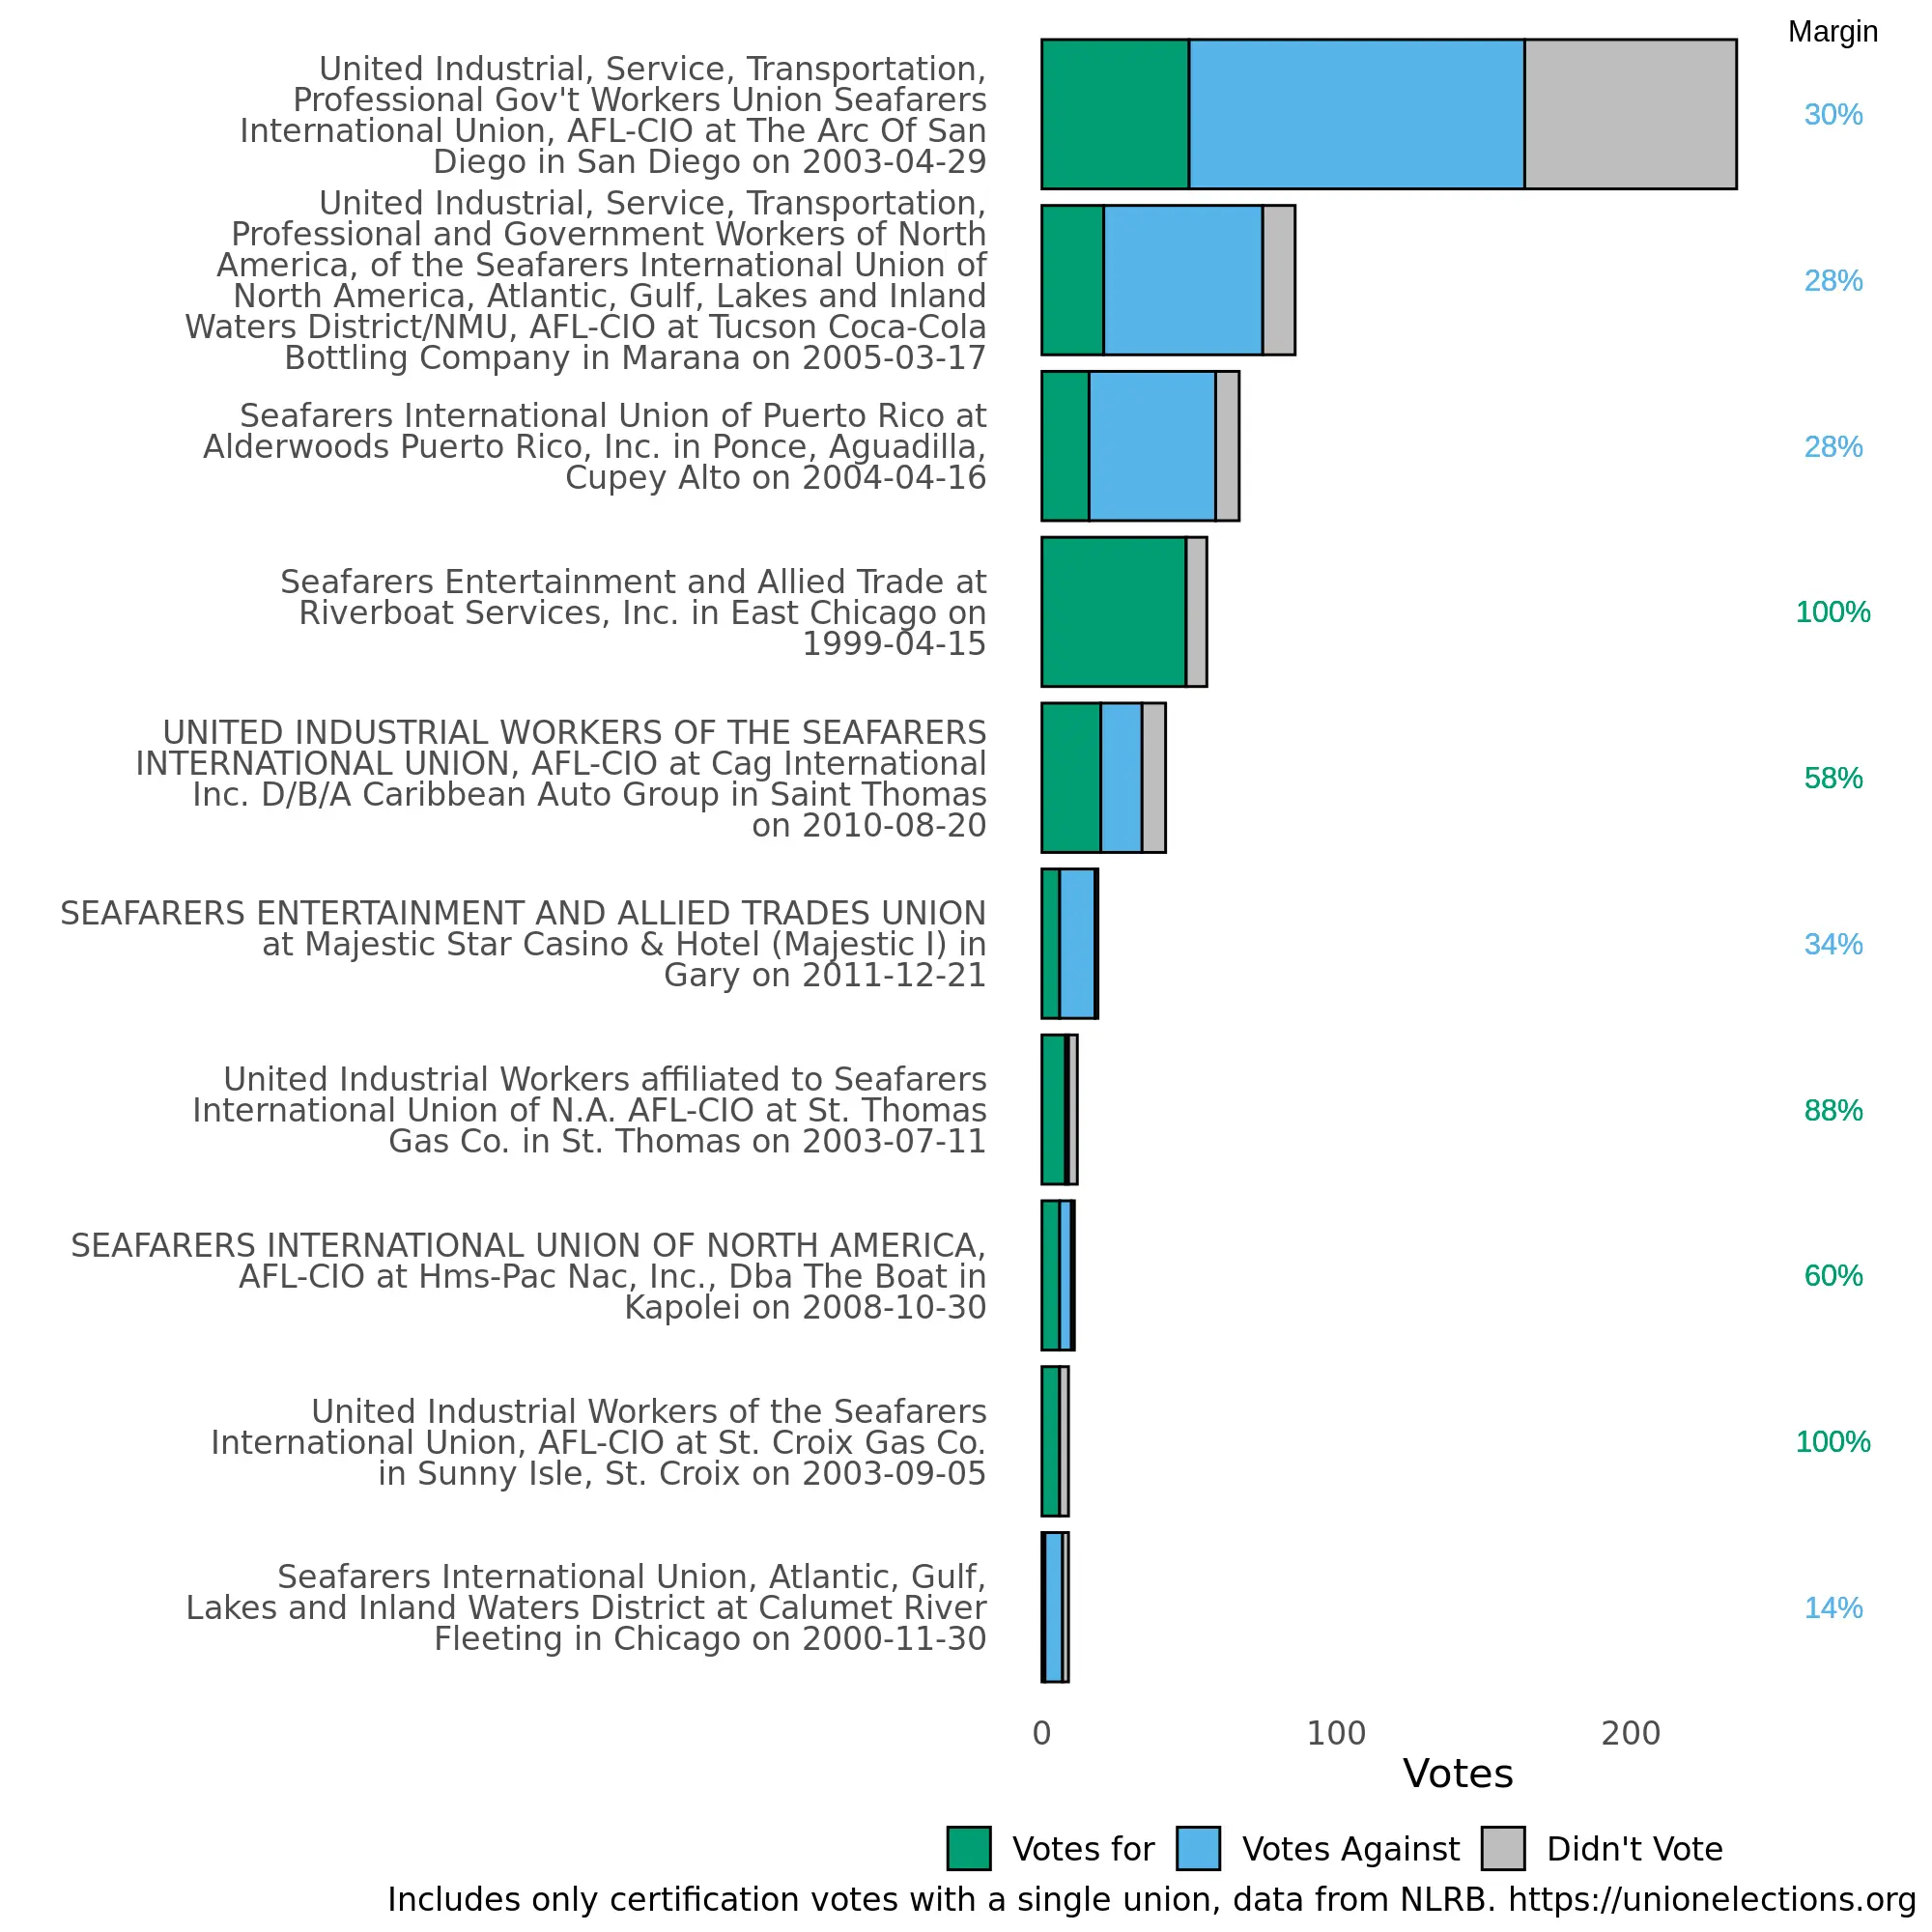 Margin
United Industrial, Service, Transportation,
Professional Gov't Workers Union Seafarers
International Union, AFL-CIO at The Arc Of San
Diego in San Diego on 2003-04-29
30%
United Industrial, Service, Transportation,
Professional and Government Workers of North
America, of the Seafarers International Union of
North America, Atlantic, Gulf, Lakes and Inland
Waters District/NMU, AFL-CIO at Tucson Coca-Cola
Bottling Company in Marana on 2005-03-17
28%
Seafarers International Union of Puerto Rico at
Alderwoods Puerto Rico, Inc. in Ponce, Aguadilla,
Cupey Alto on 2004-04-16
28%
Seafarers Entertainment and Allied Trade at
Riverboat Services, Inc. in East Chicago on
1999-04-15
100%
UNITED INDUSTRIAL WORKERS OF THE SEAFARERS
INTERNATIONAL UNION, AFL-CIO at Cag International
Inc. D/B/A Caribbean Auto Group in Saint Thomas
on 2010-08-20
58%
SEAFARERS ENTERTAINMENT AND ALLIED TRADES UNION
at Majestic Star Casino & Hotel (Majestic I) in
Gary on 2011-12-21
34%
United Industrial Workers affiliated to Seafarers
International Union of N.A. AFL-CIO at St. Thomas
Gas Co. in St. Thomas on 2003-07-11
88%
SEAFARERS INTERNATIONAL UNION OF NORTH AMERICA,
AFL-CIO at Hms-Pac Nac, Inc., Dba The Boat in
Kapolei on 2008-10-30
60%
United Industrial Workers of the Seafarers
International Union, AFL-CIO at St. Croix Gas Co.
in Sunny Isle, St. Croix on 2003-09-05
100%
Seafarers International Union, Atlantic, Gulf,
Lakes and Inland Waters District at Calumet River
Fleeting in Chicago on 2000-11-30
14%
0 100 200
Votes
Votes for Votes Against Didn't Vote
Includes only certification votes with a single union, data from NLRB. https://unionelections.org